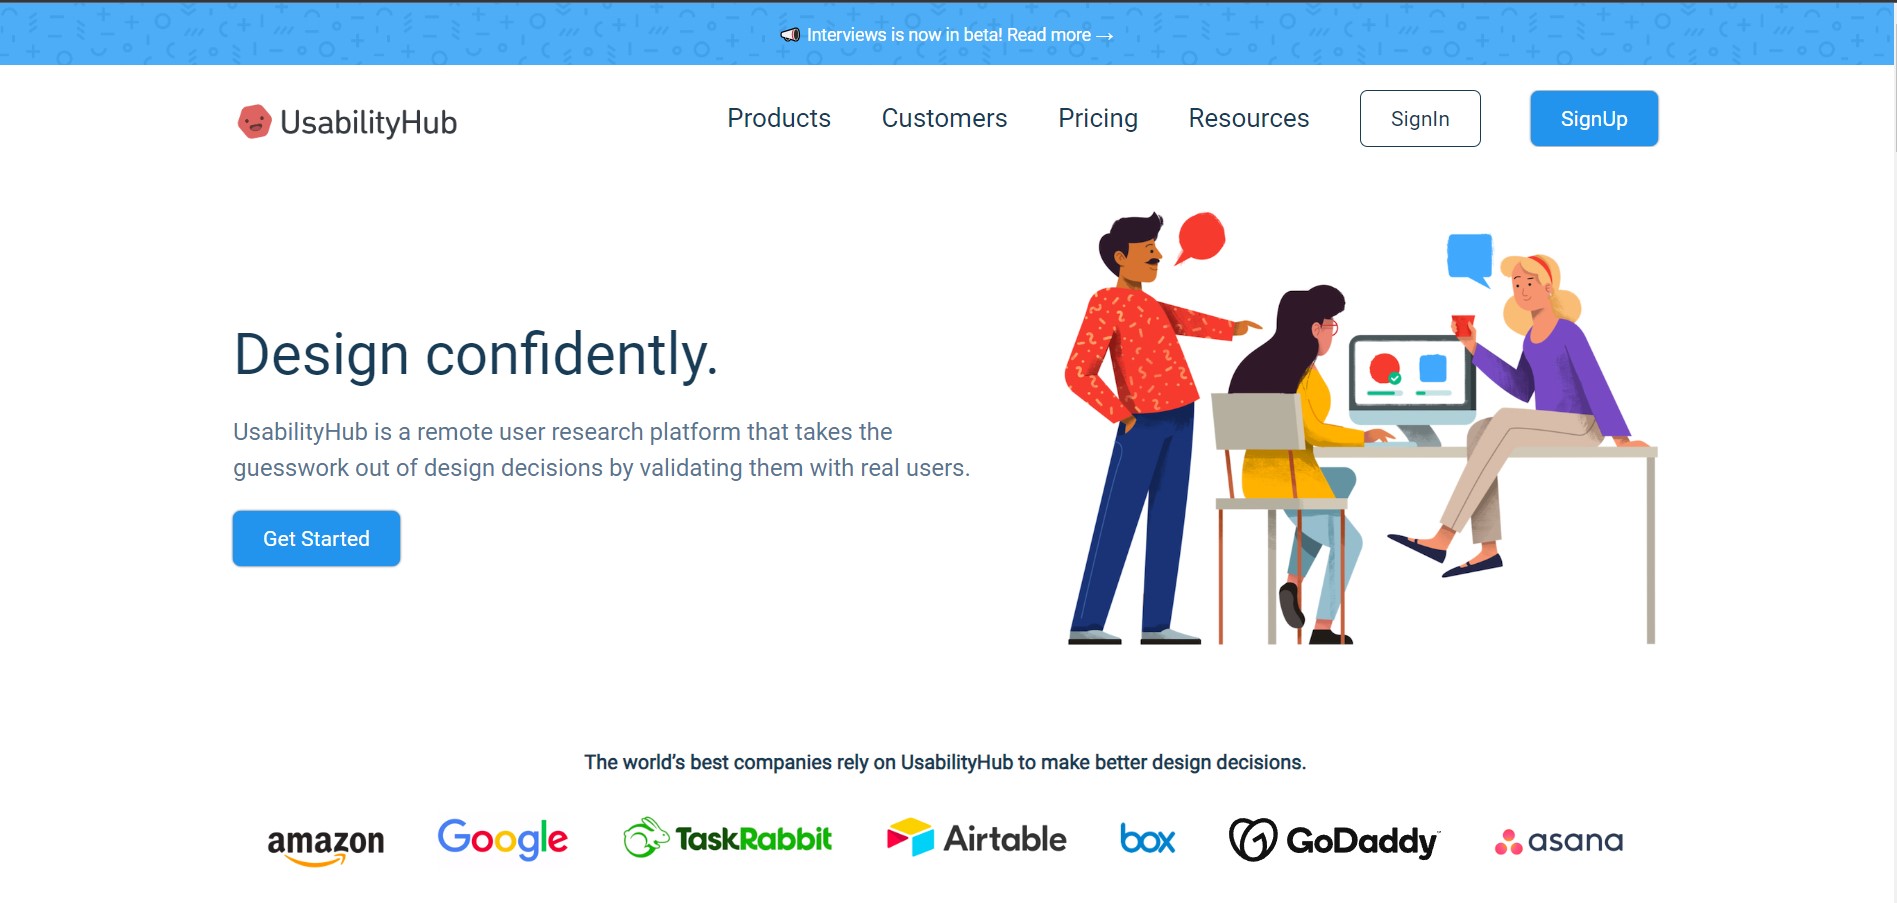 Interviews is now in beta! Read more →
UsabilityHub
Products
Customers
Pricing
Resources
SignIn
SignUp
Design confidently.
UsabilityHub is a remote user research platform that takes the
guesswork out of design decisions by validating them with real users.
Get Started
The world's best companies rely on UsabilityHub to make better design decisions.
amazon
Google
TaskRabbit
Airtable
box
GoDaddy
asana